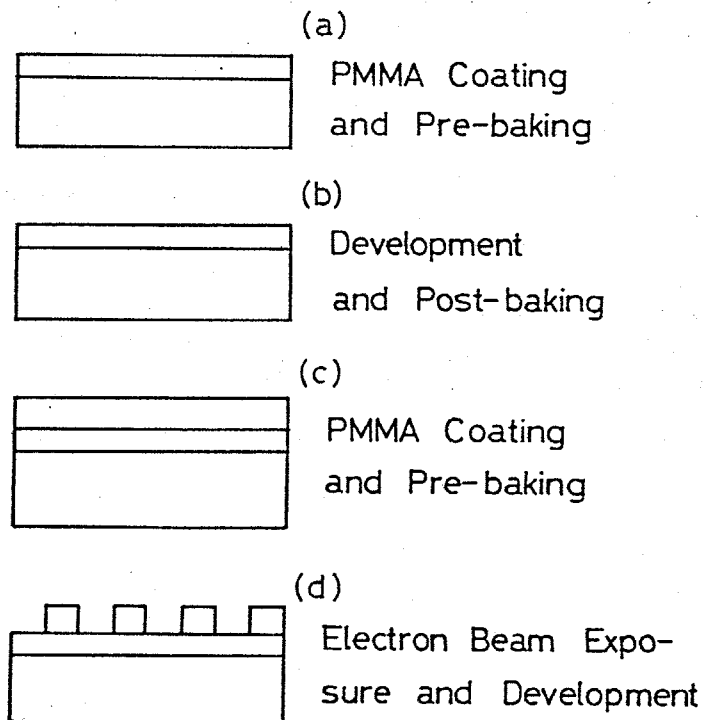 (a)
PMMA Coating
and Pre-baking
(b)
Development
and Post-baking
(c)
PMMA Coating
and Pre-baking
(d)
Electron Beam Expo-
sure and Development